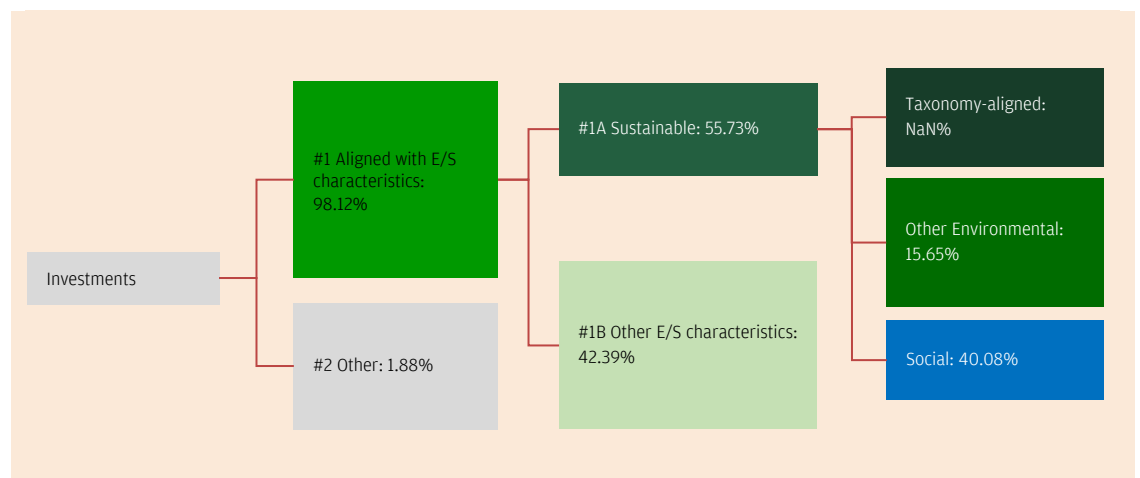 Investments
#1 Aligned with E/S
characteristics:
98.12%
#2 Other: 1.88%
#1A Sustainable: 55.73%
#1B Other E/S characteristics:
42.39%
Taxonomy-aligned:
NaN%
Other Environmental:
15.65%
Social: 40.08%